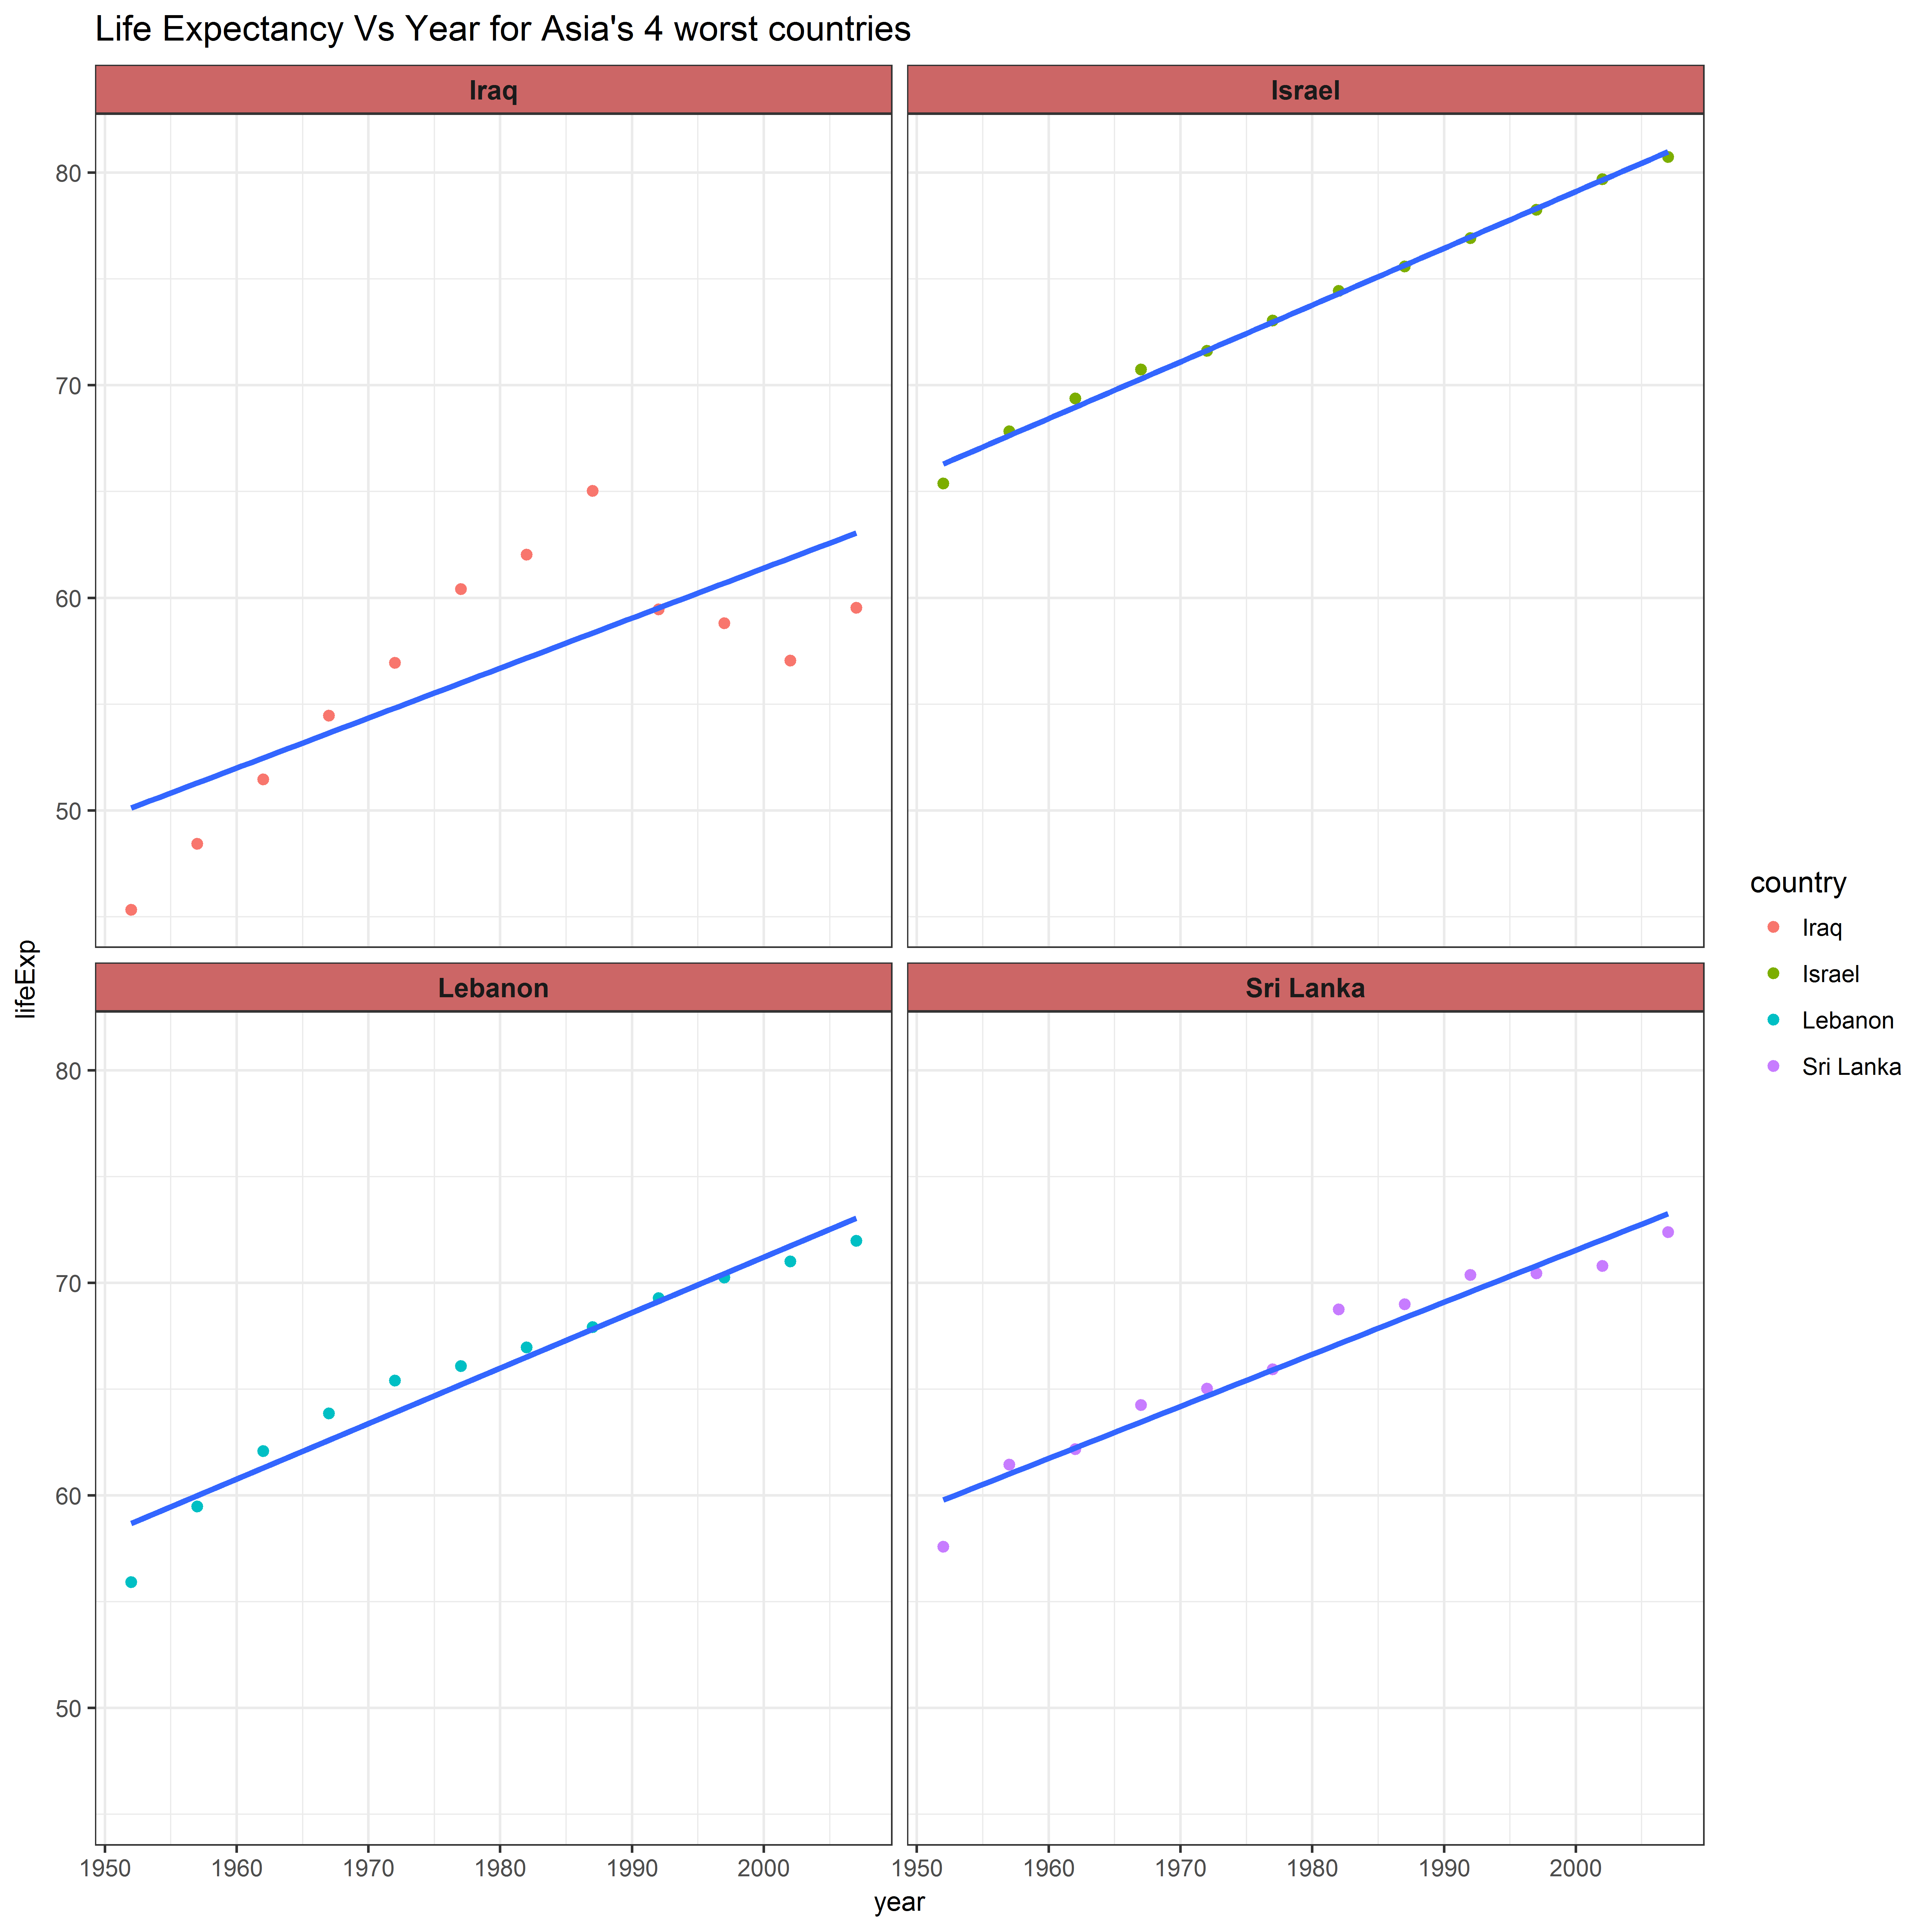 Life Expectancy Vs Year for Asia's 4 worst countries
Iraq
Israel
80
70
60
50
lifeExp
Lebanon
Sri Lanka
80
70
60
50
1950 1960 1970 1980 1990 2000
1950 1960 1970 1980 1990 2000
year
country
Iraq
Israel
Lebanon
Sri Lanka